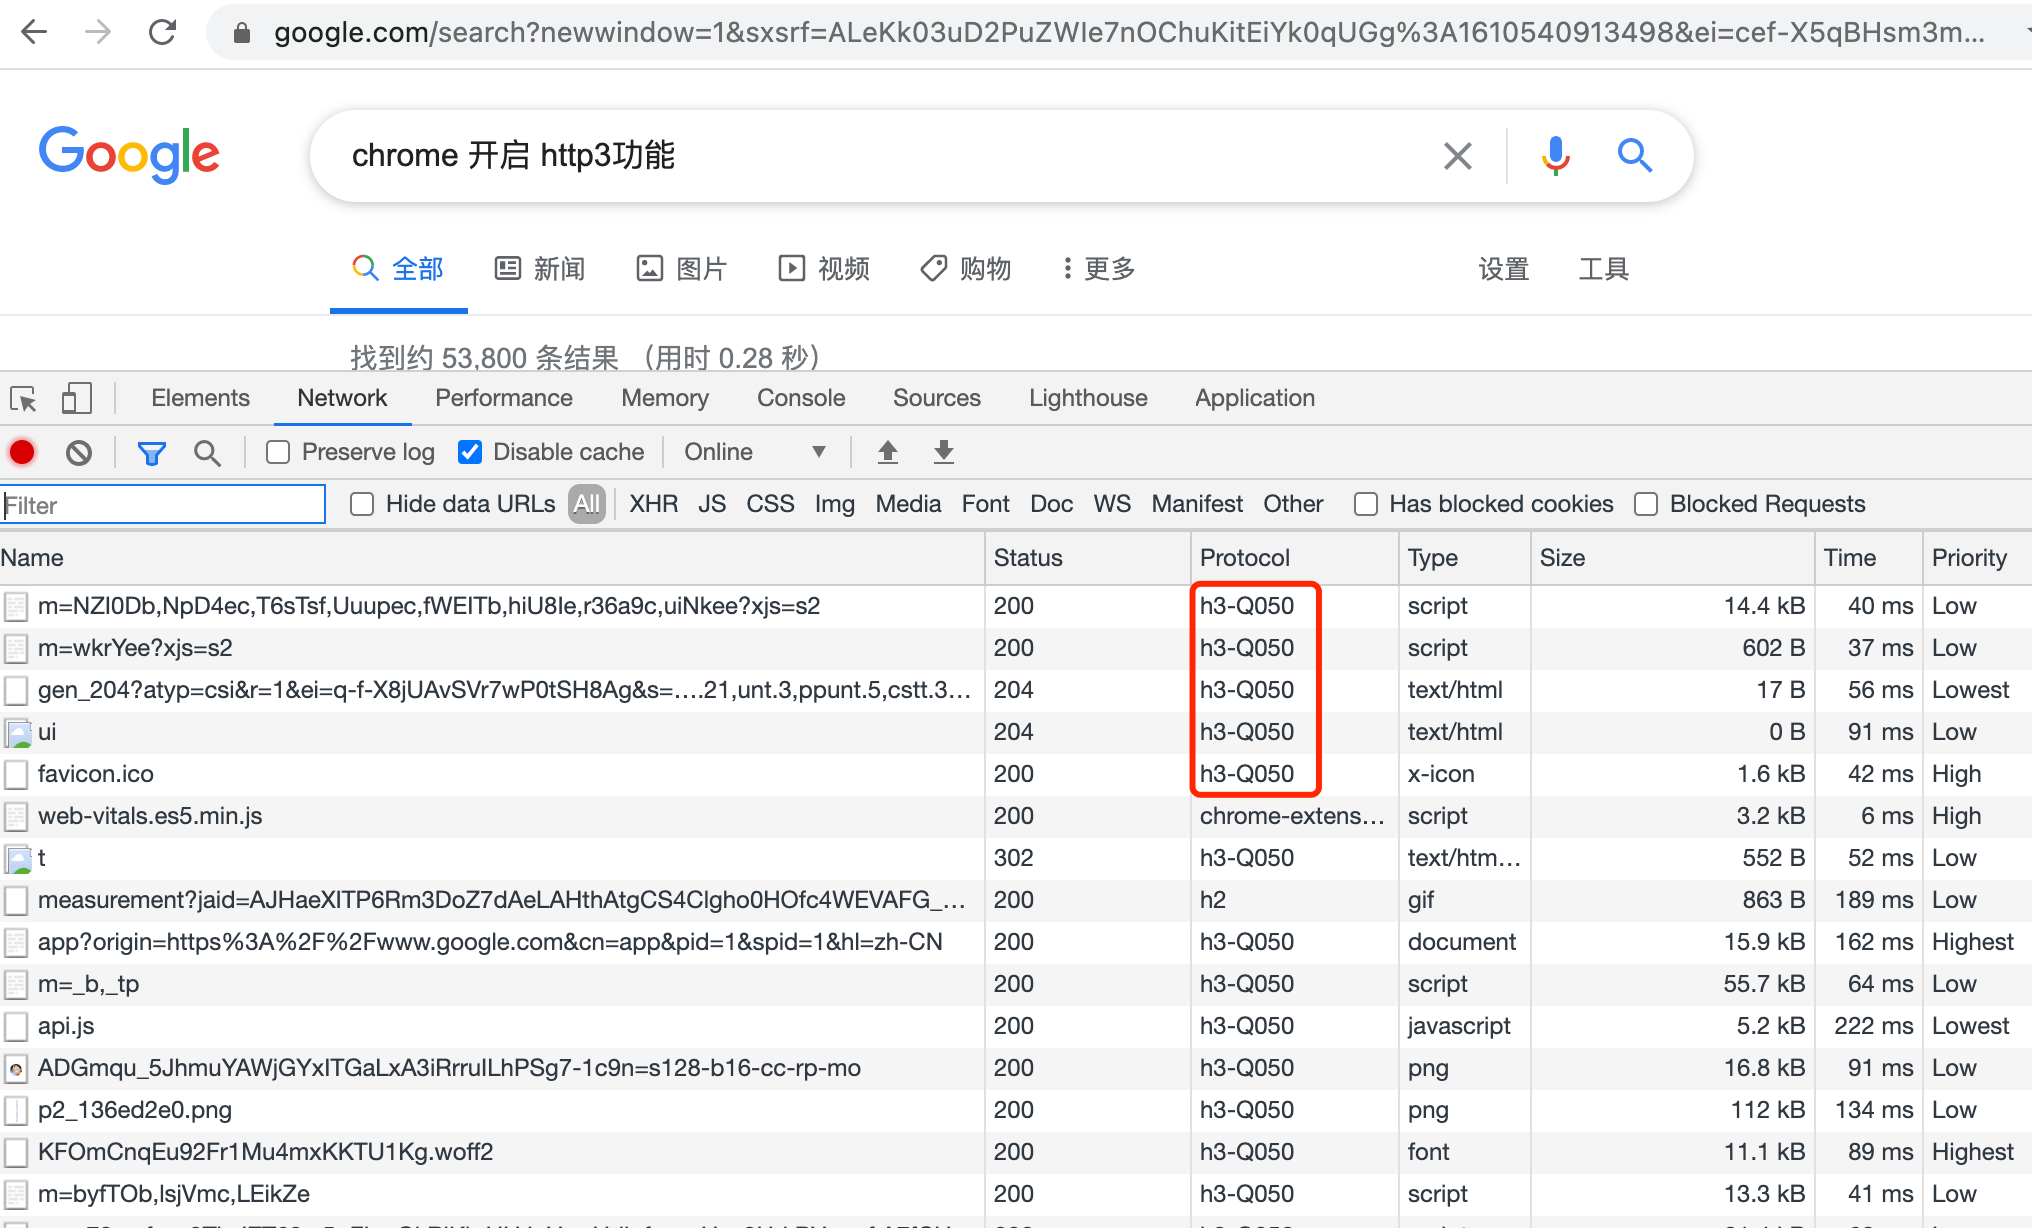 google.com/search?newwindow=1&sxsrf=ALeKk03uD2PuZWIe7nOChuKitEiYk0qUGg%3A1610540913498&ei=cef-X5qBHsm3m...
Google
chrome 开启 http3功能
全部 新闻 图片 视频 购物 更多 设置 工具
找到约 53,800 条结果 （用时 0.28 秒）
Elements Network Performance Memory Console Sources Lighthouse Application
Preserve log Disable cache Online
Filter Hide data URLs All XHR JS CSS Img Media Font Doc WS Manifest Other Has blocked cookies Blocked Requests
Name Status Protocol Type Size Time Priority
m=NZI0Db,NpD4ec,T6sTsf,Uuupec,fWEITb,hiU8Ie,r36a9c,uiNkee?xjs=s2 200 h3-Q050 script 14.4 kB 40 ms Low
m=wkrYee?xjs=s2 200 h3-Q050 script 602 B 37 ms Low
gen_204?atyp=csi&r=1&ei=q-f-X8jUAvSVr7wP0tSH8Ag&s=….21,unt.3,ppunt.5,cstt.3… 204 h3-Q050 text/html 17 B 56 ms Lowest
ui 204 h3-Q050 text/html 0 B 91 ms Low
favicon.ico 200 h3-Q050 x-icon 1.6 kB 42 ms High
web-vitals.es5.min.js 200 chrome-extens… script 3.2 kB 6 ms High
t 302 h3-Q050 text/htm… 552 B 52 ms Low
measurement?jaid=AJHaeXITP6Rm3DoZ7dAeLAHthAtgCS4Clgho0HOfc4WEVAFG_… 200 h2 gif 863 B 189 ms Low
app?origin=https%3A%2F%2Fwww.google.com&cn=app&pid=1&spid=1&hl=zh-CN 200 h3-Q050 document 15.9 kB 162 ms Highest
m=_b,_tp 200 h3-Q050 script 55.7 kB 64 ms Low
api.js 200 h3-Q050 javascript 5.2 kB 222 ms Lowest
ADGmqu_5JhmuYAWjGYxITGaLxA3iRrruILhPSg7-1c9n=s128-b16-cc-rp-mo 200 h3-Q050 png 16.8 kB 91 ms Low
p2_136ed2e0.png 200 h3-Q050 png 112 kB 134 ms Low
KFOmCnqEu92Fr1Mu4mxKKTU1Kg.woff2 200 h3-Q050 font 11.1 kB 89 ms Highest
m=byfTOb,lsjVmc,LEikZe 200 h3-Q050 script 13.3 kB 41 ms Low